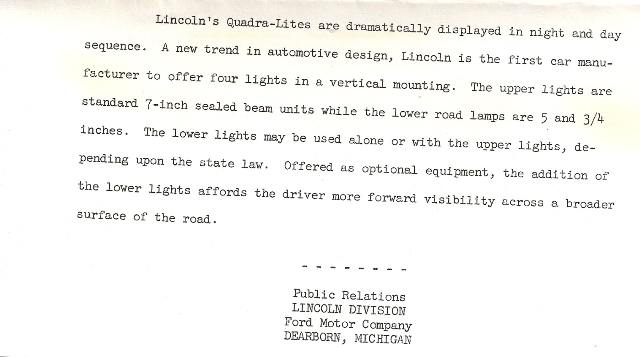 Lincoln's Quadra-Lites are dramatically displayed in night and day
sequence. A new trend in automotive design, Lincoln is the first car manu-
facturer to offer four lights in a vertical mounting. The upper lights are
standard 7-inch sealed beam units while the lower road lamps are 5 and 3/4
inches. The lower lights may be used alone or with the upper lights, de-
pending upon the state law. Offered as optional equipment, the addition of
the lower lights affords the driver more forward visibility across a broader
surface of the road.
- - - - - - - -
Public Relations
LINCOLN DIVISION
Ford Motor Company
DEARBORN, MICHIGAN